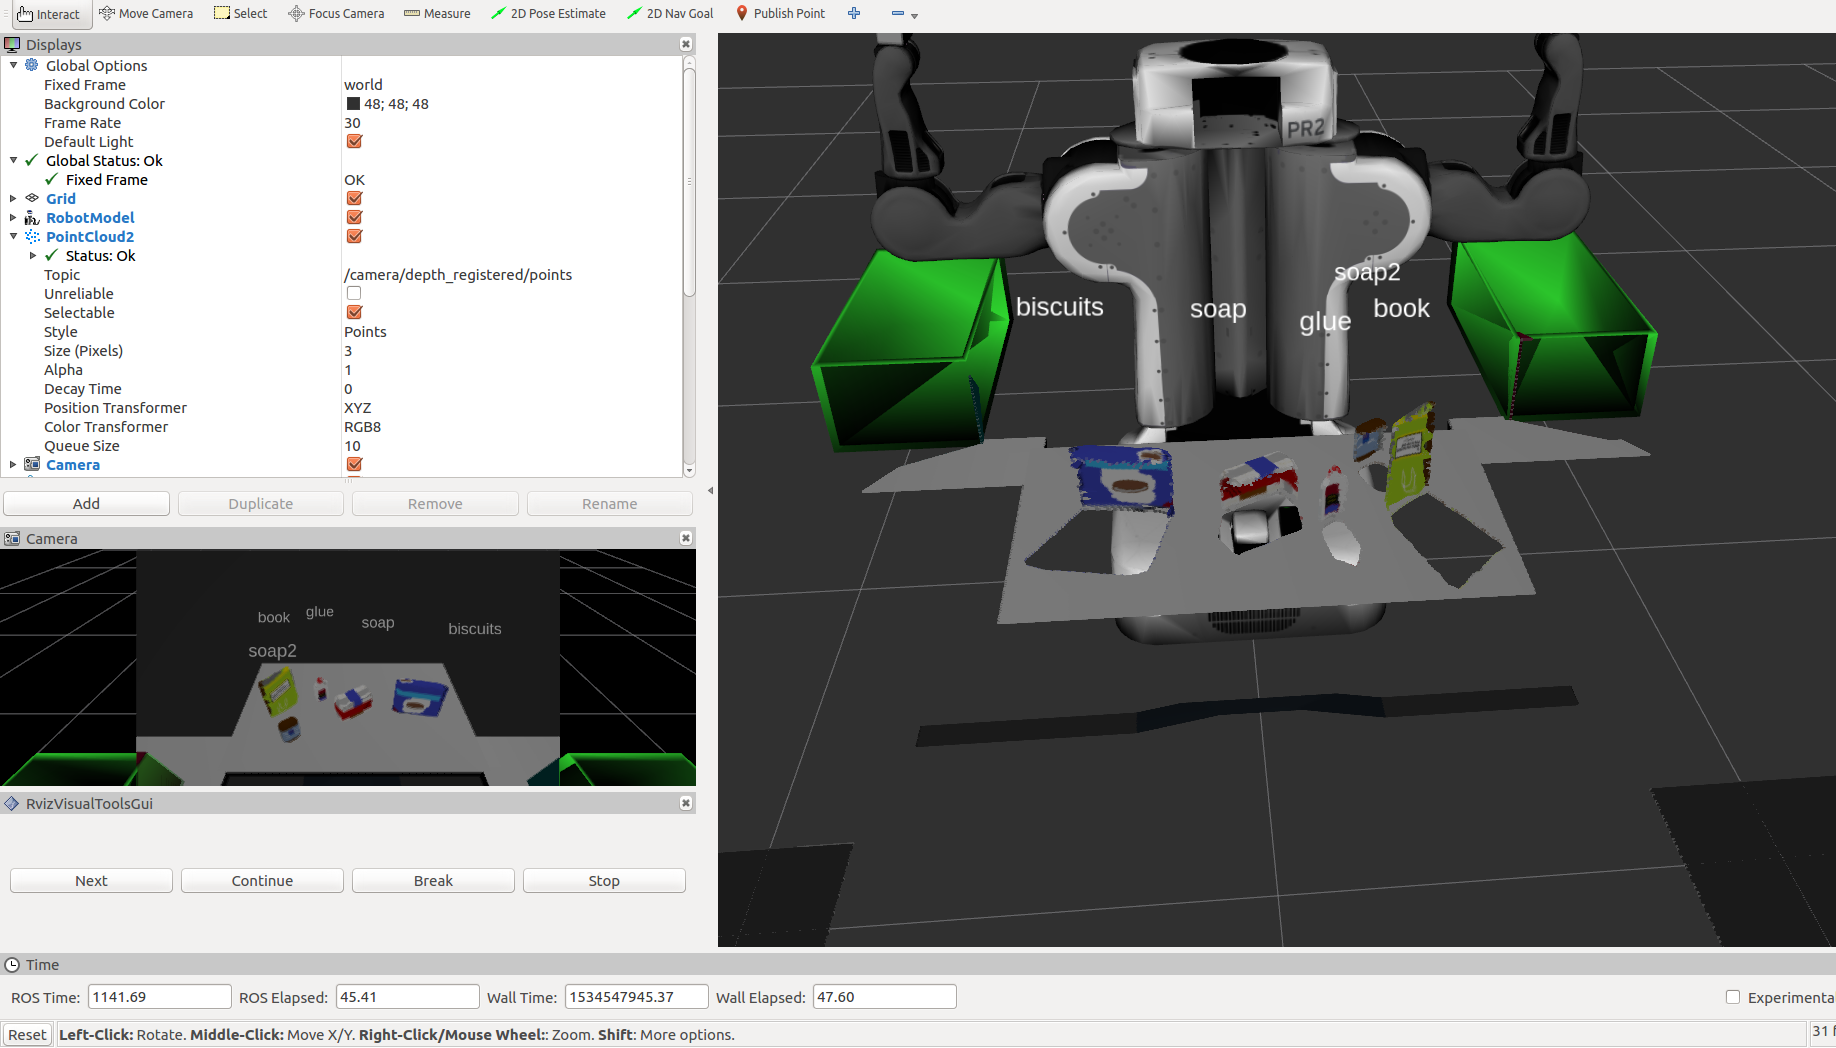 Interact Move Camera Select Focus Camera Measure 2D Pose Estimate 2D Nav Goal Publish Point
Displays
Global Options
Fixed Frame world
Background Color 48; 48; 48
Frame Rate 30
Default Light
Global Status: Ok
Fixed Frame OK
Grid
RobotModel
PointCloud2
Status: Ok
Topic /camera/depth_registered/points
Unreliable
Selectable
Style Points
Size (Pixels) 3
Alpha 1
Decay Time 0
Position Transformer XYZ
Color Transformer RGB8
Queue Size 10
Camera
Add Duplicate Remove Rename
Camera
book glue soap biscuits
soap2
RvizVisualToolsGui
Next Continue Break Stop
PR2
soap2
biscuits soap glue book
Time
ROS Time: 1141.69 ROS Elapsed: 45.41 Wall Time: 1534547945.37 Wall Elapsed: 47.60 Experimenta
Reset Left-Click: Rotate. Middle-Click: Move X/Y. Right-Click/Mouse Wheel:: Zoom. Shift: More options. 31 f